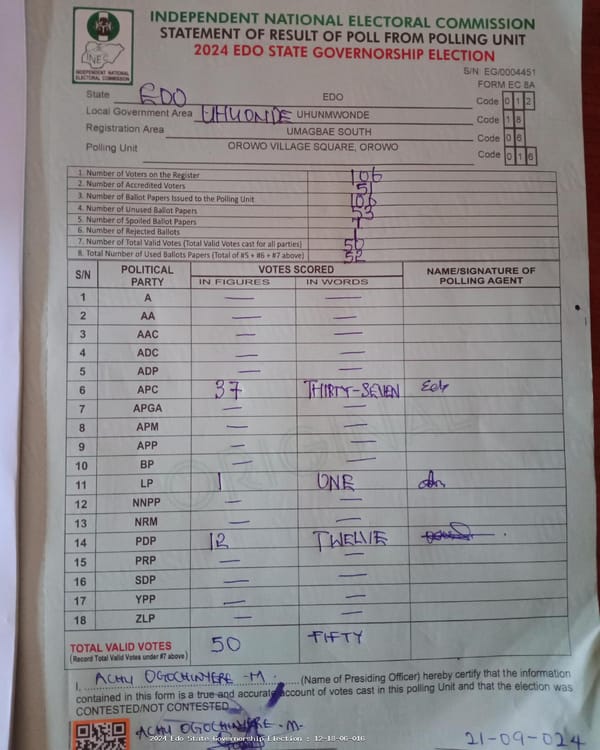 INDEPENDENT NATIONAL ELECTORAL COMMISSION
STATEMENT OF RESULT OF POLL FROM POLLING UNIT
2024 EDO STATE GOVERNORSHIP ELECTION
INEC
INDEPENDENT NATIONAL
ELECTORAL COMMISSION
S/N EG/0004451
FORM EC 8A
State EDO EDO Code 0 1 2
Local Government Area UHUONDE UHUNMWONDE Code 1 8
Registration Area UMAGBAE SOUTH Code 0 6
Polling Unit OROWO VILLAGE SQUARE, OROWO Code 0 1 6
1. Number of Voters on the Register 106
2. Number of Accredited Voters 51
3. Number of Ballot Papers Issued to the Polling Unit 106
4. Number of Unused Ballot Papers 53
5. Number of Spoiled Ballot Papers 1
6. Number of Rejected Ballots 1
7. Number of Total Valid Votes (Total Valid Votes cast for all parties) 50
8. Total Number of Used Ballots Papers (Total of #5 + #6 + #7 above) 52
S/N POLITICAL PARTY VOTES SCORED NAME/SIGNATURE OF POLLING AGENT
IN FIGURES IN WORDS
1 A — —
2 AA — —
3 AAC — —
4 ADC — —
5 ADP — —
6 APC 37 THIRTY-SEVEN
7 APGA — —
8 APM — —
9 APP — —
10 BP — —
11 LP 1 ONE
12 NNPP — —
13 NRM — —
14 PDP 12 TWELVE
15 PRP — —
16 SDP — —
17 YPP — —
18 ZLP — —
ORIGINAL
TOTAL VALID VOTES 50 FIFTY
(Record Total Valid Votes under #7 above)
I, ACHU OGOCHINYERE -M. (Name of Presiding Officer) hereby certify that the information
contained in this form is a true and accurate account of votes cast in this polling Unit and that the election was
CONTESTED/NOT CONTESTED
ACHU OGOCHINYERE -M-
2024 Edo State Governorship Election : 12-18-06-016
21-09-024